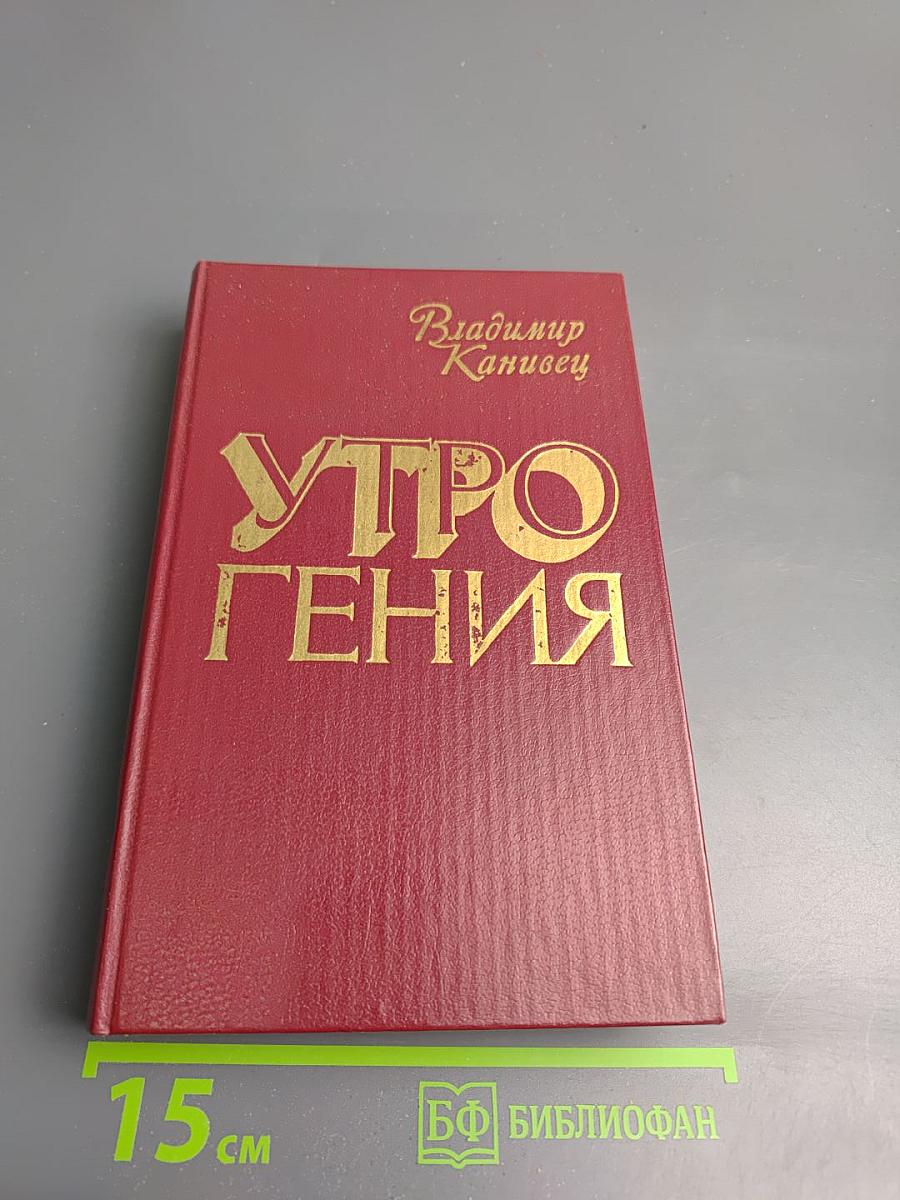 Владимир
Канивец
УТРО
ГЕНИЯ
15 см
БФ БИБЛИОФАН